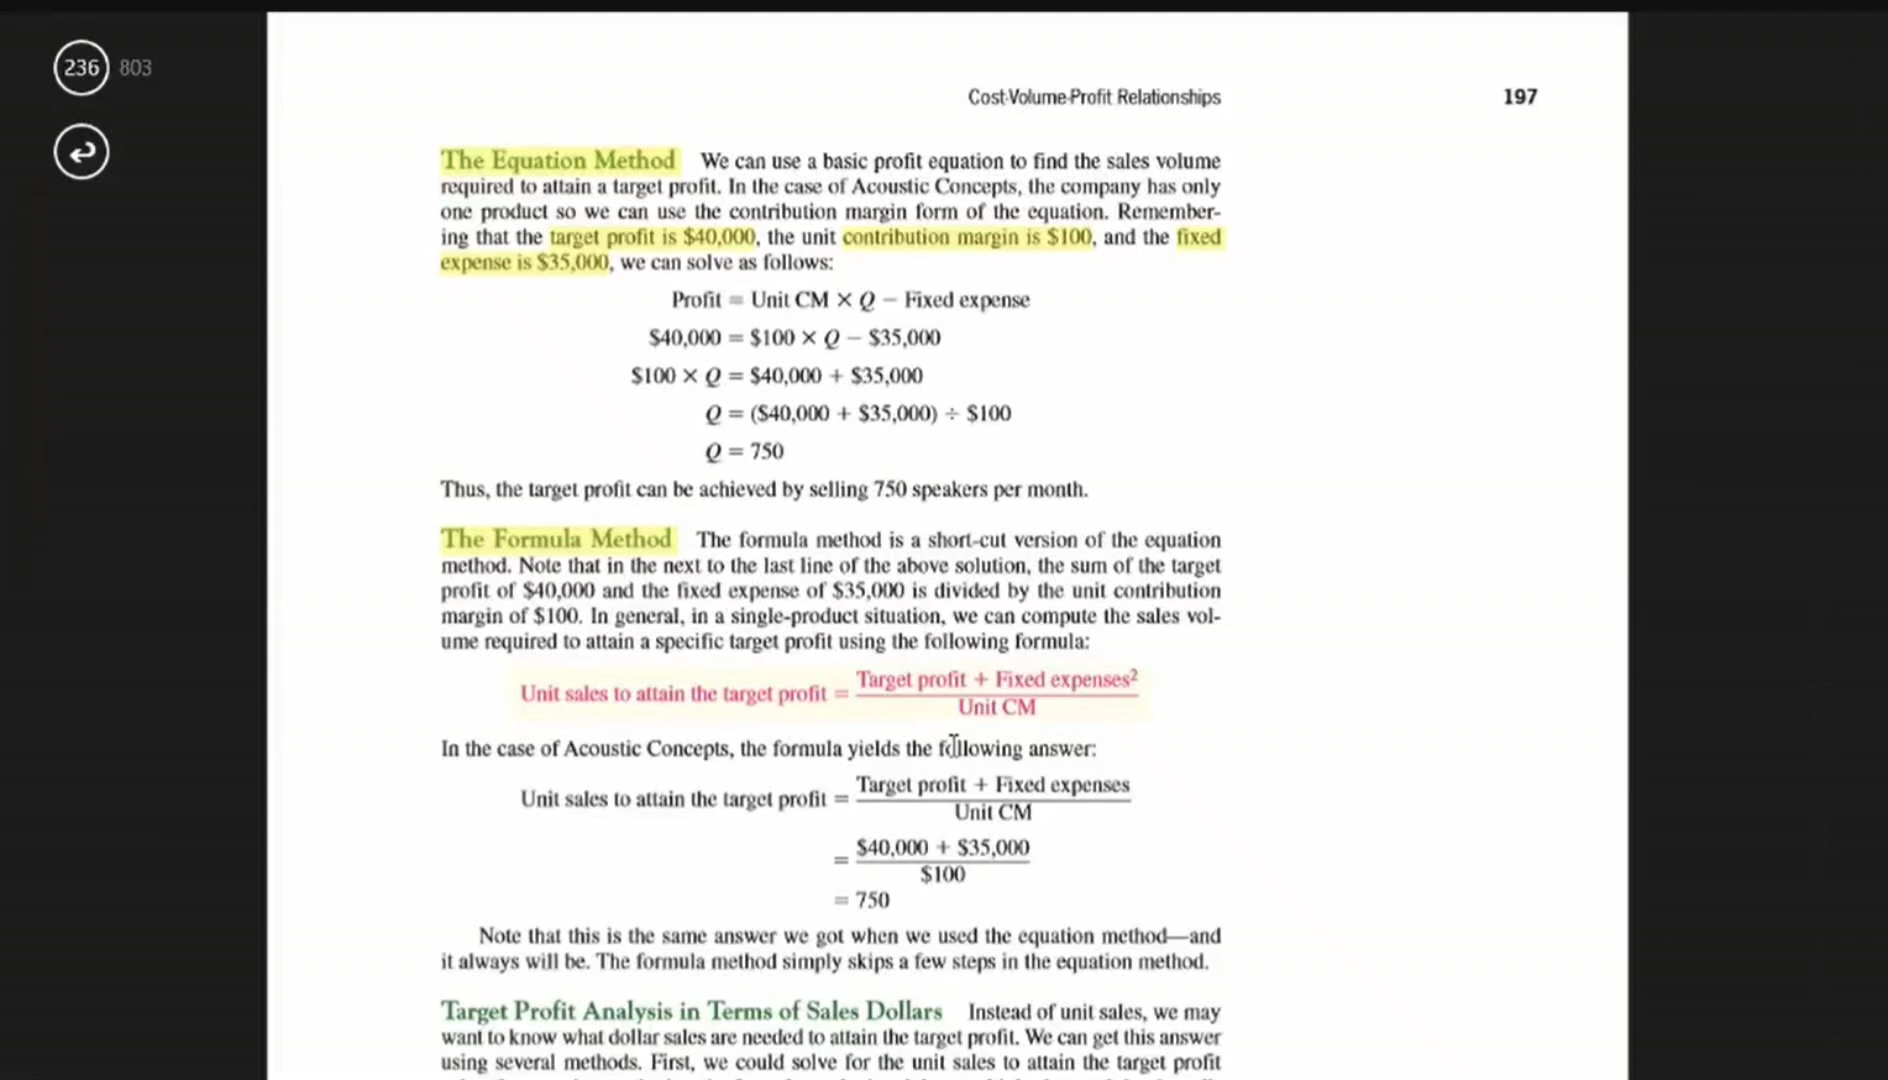 236 803
Cost-Volume-Profit Relationships 197
The Equation Method We can use a basic profit equation to find the sales volume
required to attain a target profit. In the case of Acoustic Concepts, the company has only
one product so we can use the contribution margin form of the equation. Remember-
ing that the target profit is $40,000, the unit contribution margin is $100, and the fixed
expense is $35,000, we can solve as follows:
Profit = Unit CM × Q − Fixed expense
$40,000 = $100 × Q − $35,000
$100 × Q = $40,000 + $35,000
Q = ($40,000 + $35,000) ÷ $100
Q = 750
Thus, the target profit can be achieved by selling 750 speakers per month.
The Formula Method The formula method is a short-cut version of the equation
method. Note that in the next to the last line of the above solution, the sum of the target
profit of $40,000 and the fixed expense of $35,000 is divided by the unit contribution
margin of $100. In general, in a single-product situation, we can compute the sales vol-
ume required to attain a specific target profit using the following formula:
Unit sales to attain the target profit = Target profit + Fixed expenses²
Unit CM
In the case of Acoustic Concepts, the formula yields the following answer:
Unit sales to attain the target profit = Target profit + Fixed expenses
Unit CM
= $40,000 + $35,000
$100
= 750
Note that this is the same answer we got when we used the equation method—and
it always will be. The formula method simply skips a few steps in the equation method.
Target Profit Analysis in Terms of Sales Dollars Instead of unit sales, we may
want to know what dollar sales are needed to attain the target profit. We can get this answer
using several methods. First, we could solve for the unit sales to attain the target profit